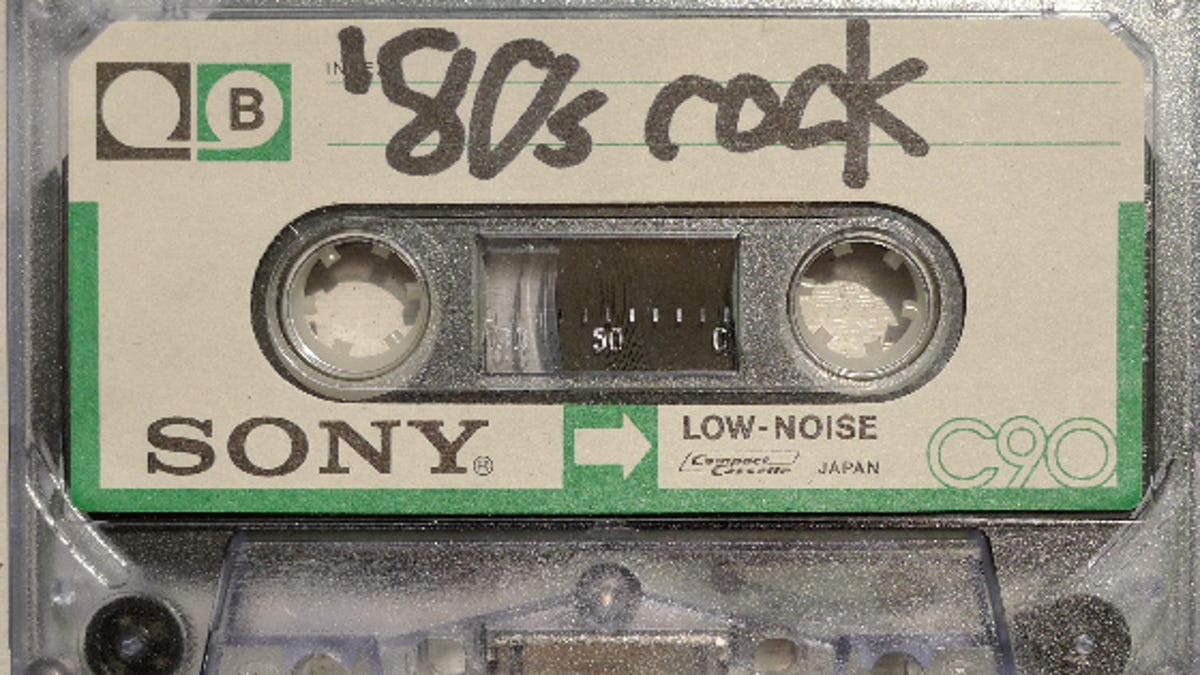 '80s rock
B
50
SONY®
LOW-NOISE
Compact
Cassette
JAPAN
C90